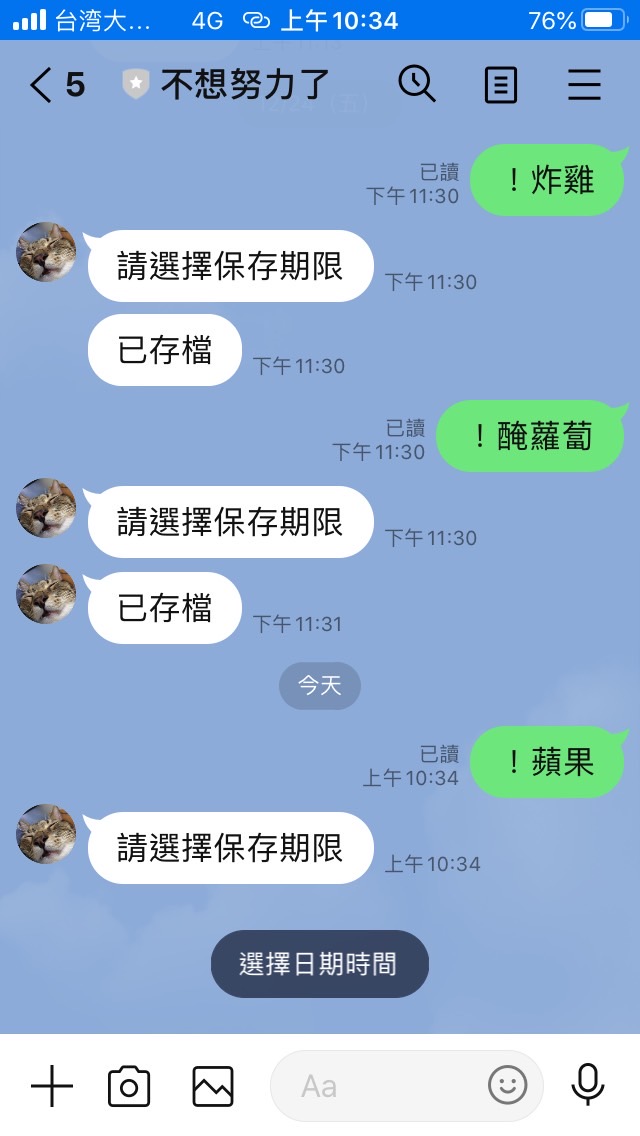 台湾大... 4G 上午10:34 76%
5 不想努力了
已讀
下午11:30
！炸雞
請選擇保存期限
下午11:30
已存檔
下午11:30
已讀
下午11:30
！醃蘿蔔
請選擇保存期限
下午11:30
已存檔
下午11:31
今天
已讀
上午10:34
！蘋果
請選擇保存期限
上午10:34
選擇日期時間
Aa